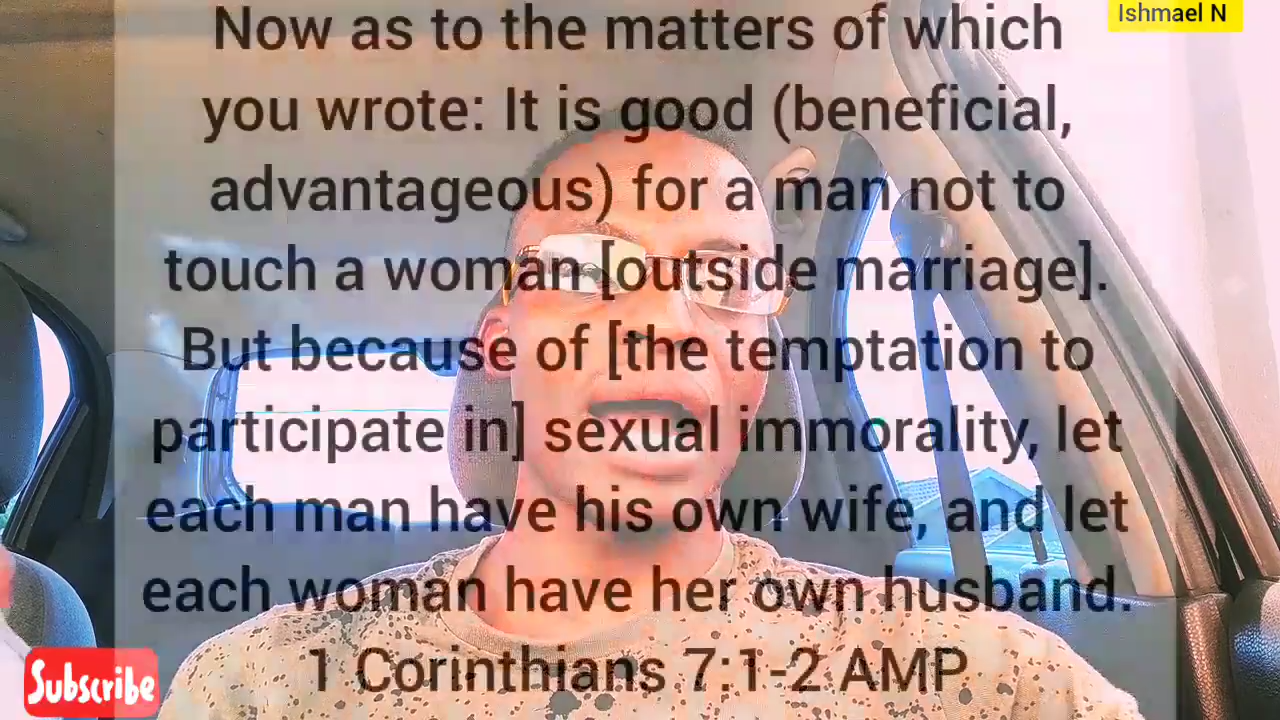 Ishmael N
Now as to the matters of which
you wrote: It is good (beneficial,
advantageous) for a man not to
touch a woman [outside marriage].
But because of [the temptation to
participate in] sexual immorality, let
each man have his own wife, and let
each woman have her own husband.
1 Corinthians 7:1-2 AMP
Subscribe